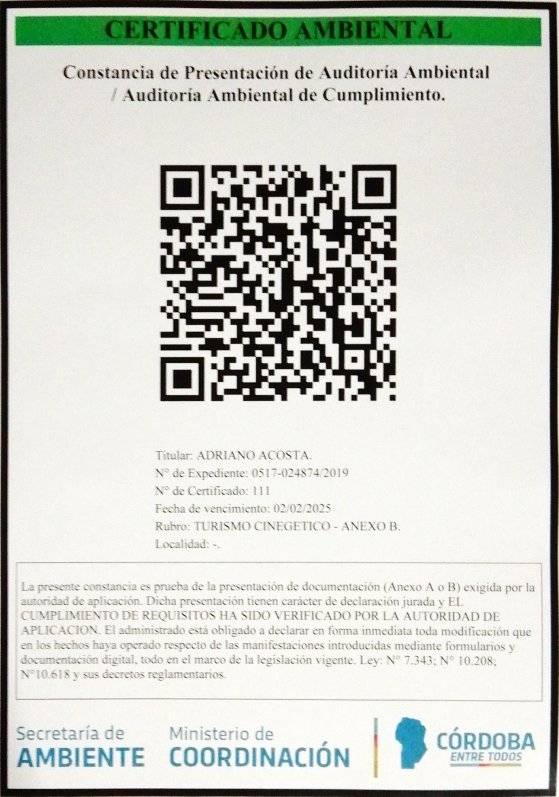 CERTIFICADO AMBIENTAL
Constancia de Presentación de Auditoría Ambiental
/ Auditoría Ambiental de Cumplimiento.
Titular: ADRIANO ACOSTA.
N° de Expediente: 0517-024874/2019
N° de Certificado: 111
Fecha de vencimiento: 02/02/2025
Rubro: TURISMO CINEGETICO - ANEXO B.
Localidad: -.
La presente constancia es prueba de la presentación de documentación (Anexo A o B) exigida por la
autoridad de aplicación. Dicha presentación tienen carácter de declaración jurada y EL
CUMPLIMIENTO DE REQUISITOS HA SIDO VERIFICADO POR LA AUTORIDAD DE
APLICACION. El administrado está obligado a declarar en forma inmediata toda modificación que
en los hechos haya operado respecto de las manifestaciones introducidas mediante formularios y
documentación digital, todo en el marco de la legislación vigente. Ley: N° 7.343; N° 10.208;
N°10.618 y sus decretos reglamentarios.
Secretaría de
AMBIENTE
Ministerio de
COORDINACIÓN
CÓRDOBA
ENTRE TODOS